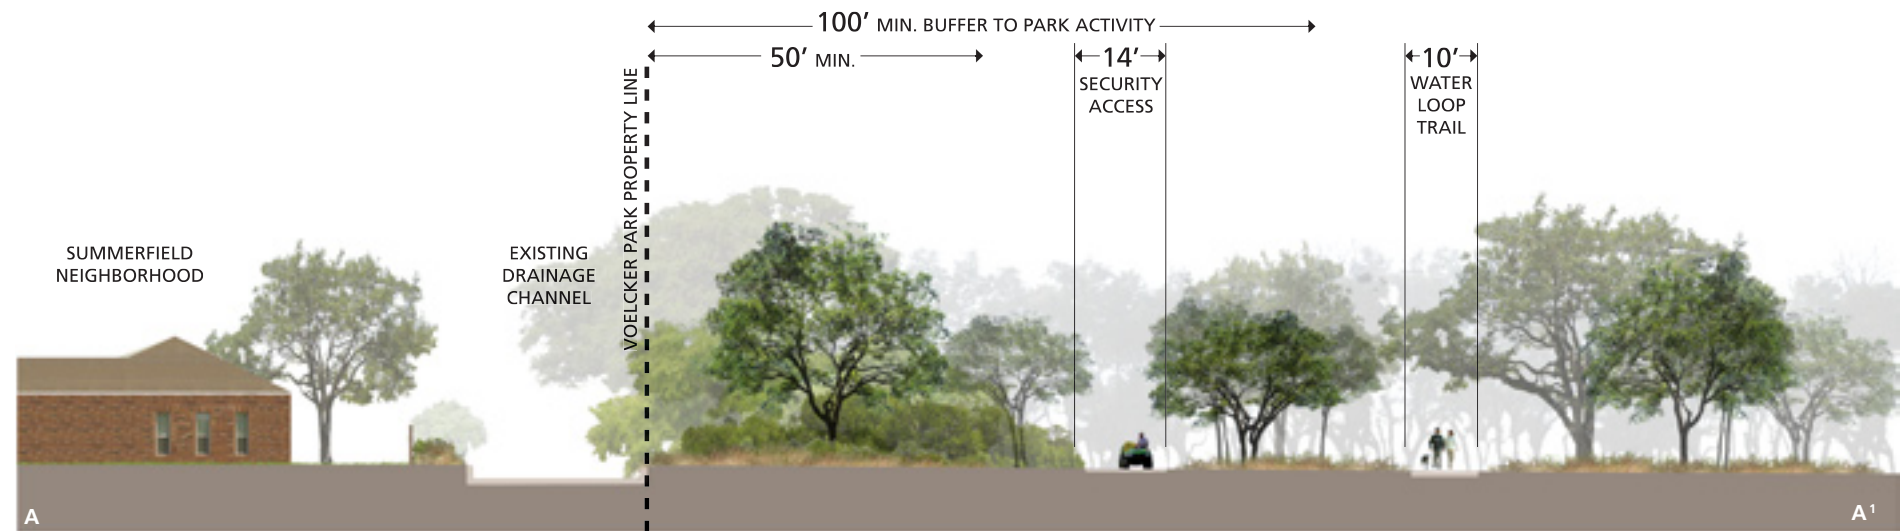 100' MIN. BUFFER TO PARK ACTIVITY
50' MIN.
14'
SECURITY
ACCESS
10'
WATER
LOOP
TRAIL
VOELCKER PARK PROPERTY LINE
SUMMERFIELD
NEIGHBORHOOD
EXISTING
DRAINAGE
CHANNEL
A
A¹